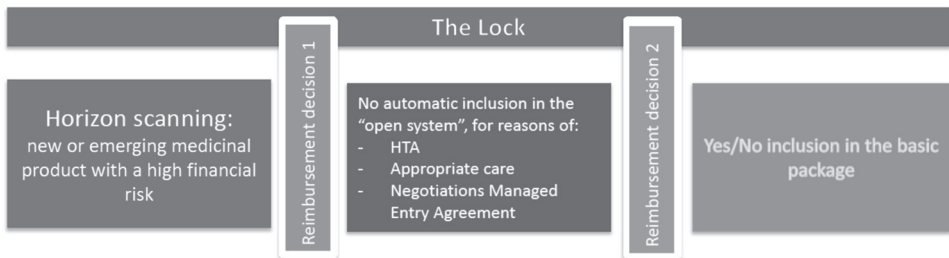 The Lock
Horizon scanning:
new or emerging medicinal
product with a high financial
risk
Reimbursement decision 1
No automatic inclusion in the
“open system”, for reasons of:
- HTA
- Appropriate care
- Negotiations Managed
Entry Agreement
Reimbursement decision 2
Yes/No inclusion in the basic
package